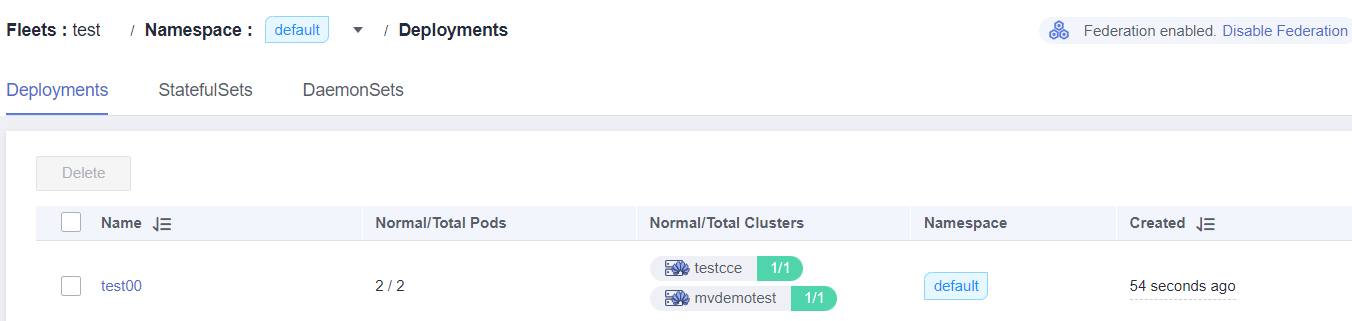 Fleets : test / Namespace : default / Deployments
Federation enabled. Disable Federation
Deployments StatefulSets DaemonSets
Delete
Name Normal/Total Pods Normal/Total Clusters Namespace Created
test00 2 / 2 testcce 1/1 default 54 seconds ago
mvdemotest 1/1